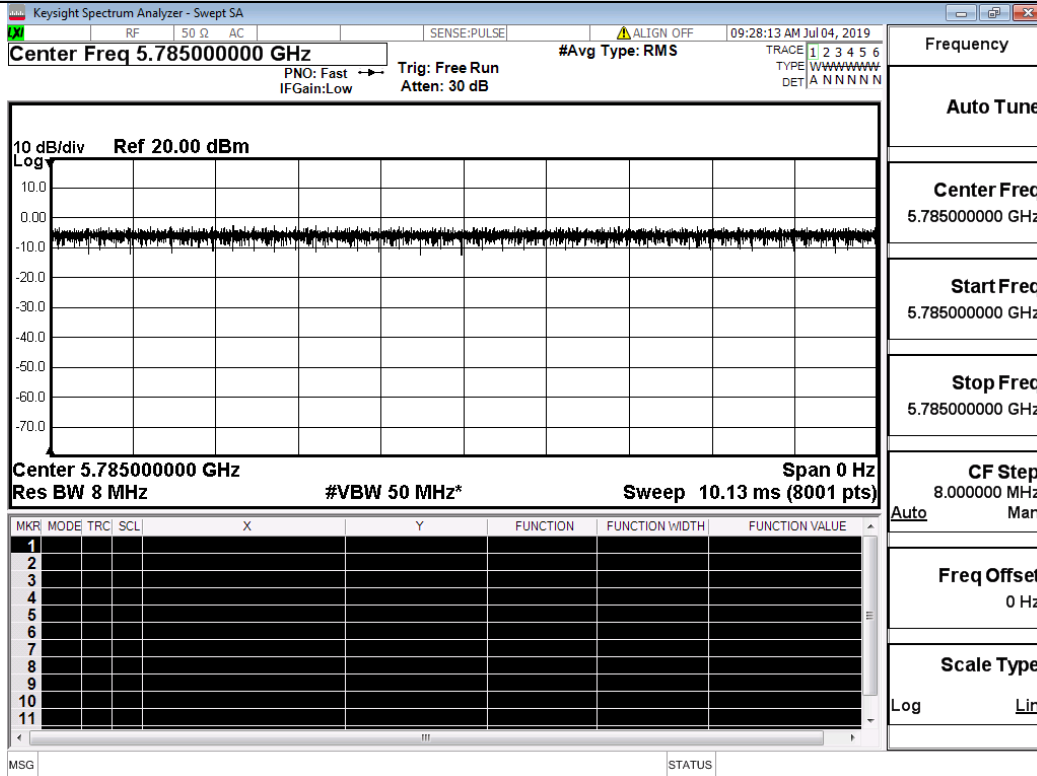 Keysight Spectrum Analyzer - Swept SA
LXI RF 50 Ω AC SENSE:PULSE ALIGN OFF 09:28:13 AM Jul 04, 2019
Center Freq 5.785000000 GHz #Avg Type: RMS TRACE 1 2 3 4 5 6
PNO: Fast Trig: Free Run TYPE WWWWWW
IFGain:Low Atten: 30 dB DET A N N N N N
10 dB/div Ref 20.00 dBm
Log
10.0
0.00
-10.0
-20.0
-30.0
-40.0
-50.0
-60.0
-70.0
Center 5.785000000 GHz Span 0 Hz
Res BW 8 MHz #VBW 50 MHz* Sweep 10.13 ms (8001 pts)
MKR MODE TRC SCL X Y FUNCTION FUNCTION WIDTH FUNCTION VALUE
1
2
3
4
5
6
7
8
9
10
11
MSG STATUS
Frequency
Auto Tune
Center Freq
5.785000000 GHz
Start Freq
5.785000000 GHz
Stop Freq
5.785000000 GHz
CF Step
8.000000 MHz
Auto Man
Freq Offset
0 Hz
Scale Type
Log Lin